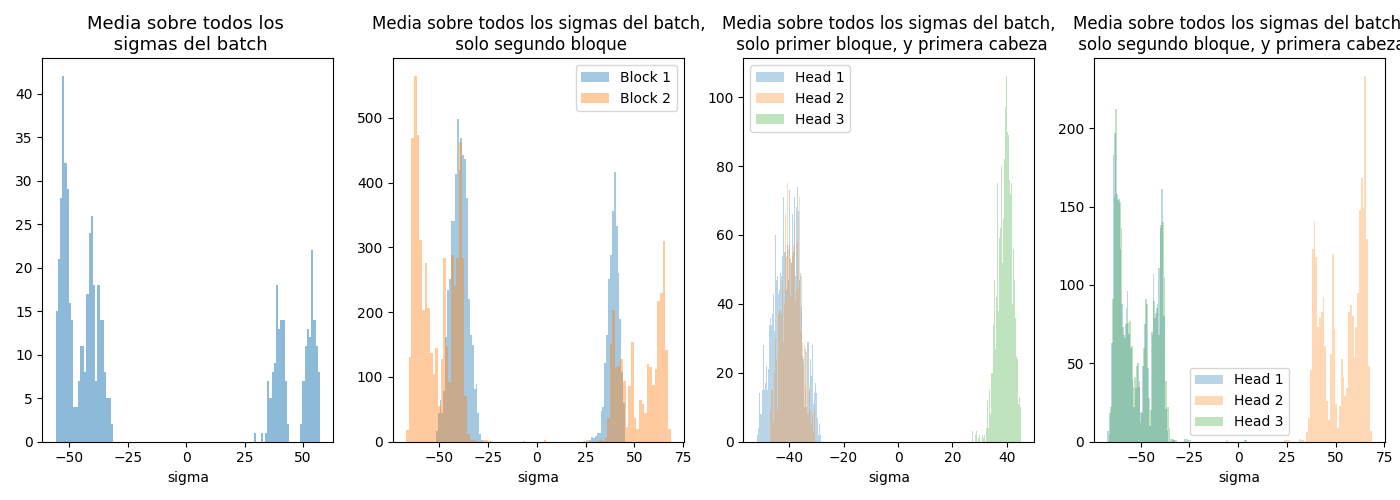 Media sobre todos los
sigmas del batch
40
35
30
25
20
15
10
5
0
−50
−25
0
25
50
sigma
Media sobre todos los sigmas del batch,
solo segundo bloque
Block 1
Block 2
500
400
300
200
100
0
−50
−25
0
25
50
75
sigma
Media sobre todos los sigmas del batch,
solo primer bloque, y primera cabeza
Head 1
Head 2
Head 3
100
80
60
40
20
0
−40
−20
0
20
40
sigma
Media sobre todos los sigmas del batch
solo segundo bloque, y primera cabeza
200
150
100
50
0
Head 1
Head 2
Head 3
−50
−25
0
25
50
75
sigma